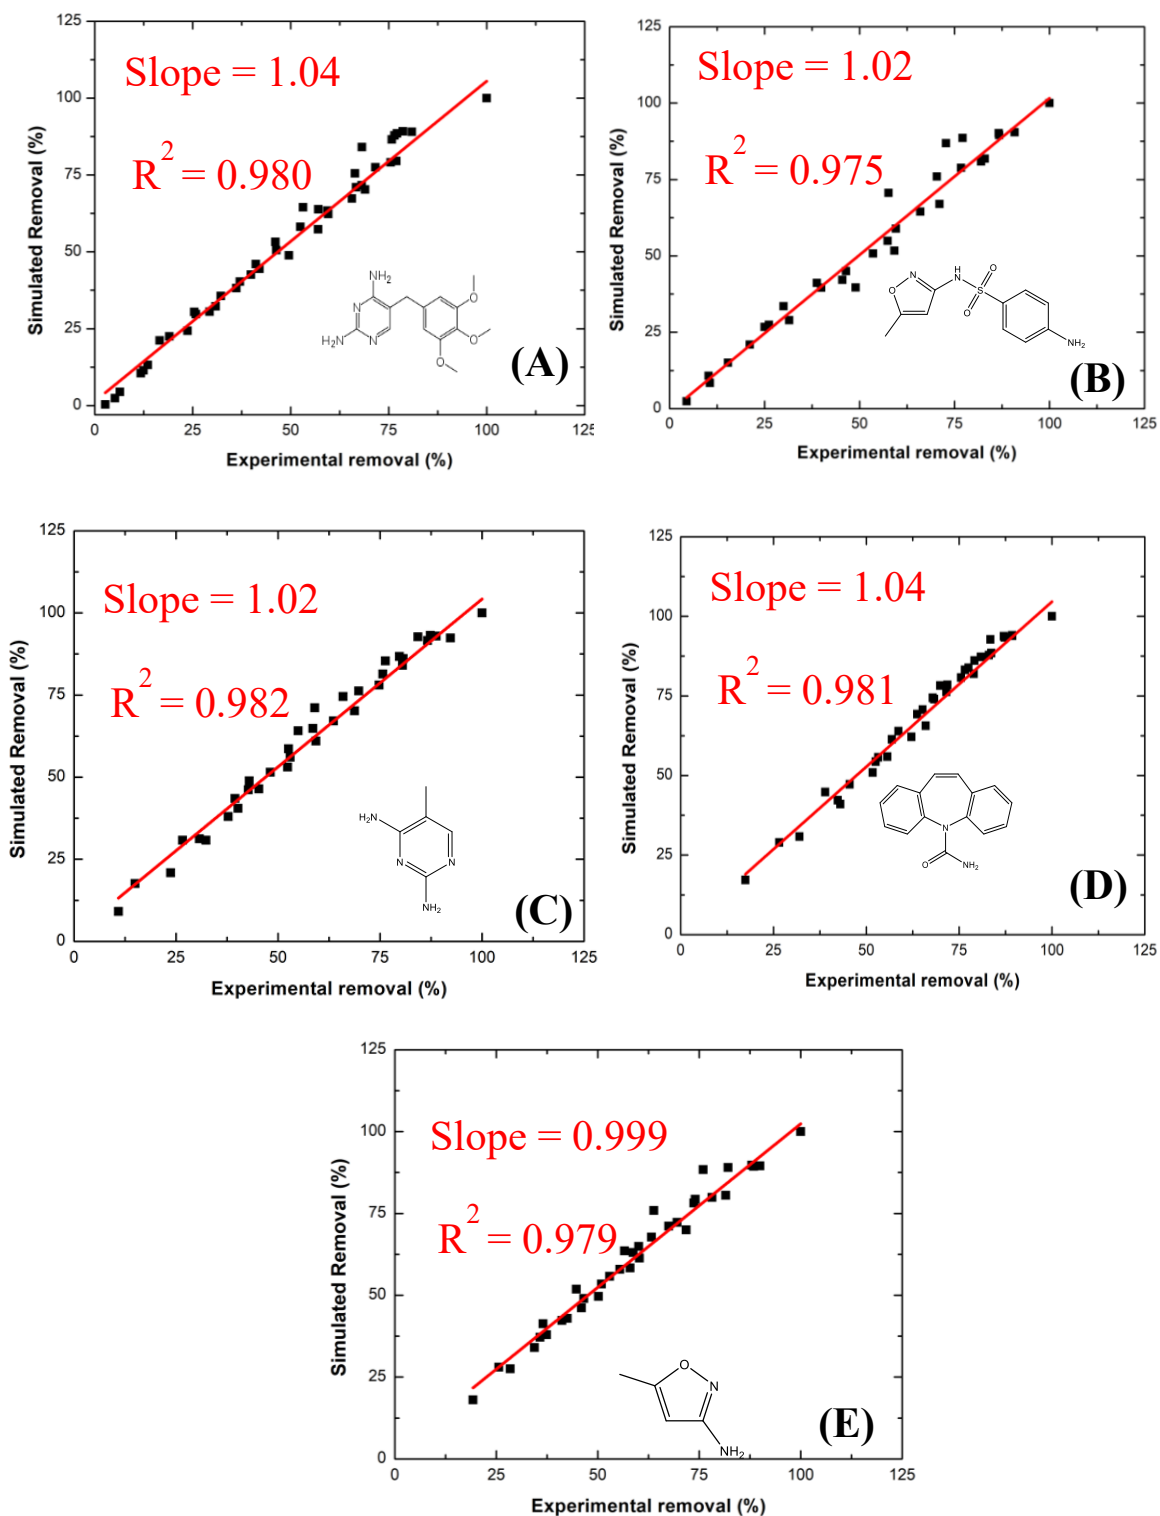 125
100
75
50
25
0
0 25 50 75 100 125
Simulated Removal (%)
Experimental removal (%)
Slope = 1.04
R² = 0.980
NH₂
N
O
O
H₂N
N
O
(A)
125
100
75
50
25
0
0 25 50 75 100 125
Simulated Removal (%)
Experimental removal (%)
Slope = 1.02
R² = 0.975
H
N
N
O
O
S
O
NH₂
(B)
125
100
75
50
25
0
0 25 50 75 100 125
Simulated Removal (%)
Experimental removal (%)
Slope = 1.02
R² = 0.982
H₂N
N
N
NH₂
(C)
125
100
75
50
25
0
0 25 50 75 100 125
Simulated Removal (%)
Experimental removal (%)
Slope = 1.04
R² = 0.981
N
O
NH₂
(D)
125
100
75
50
25
0
0 25 50 75 100 125
Simulated Removal (%)
Experimental removal (%)
Slope = 0.999
R² = 0.979
O
N
NH₂
(E)